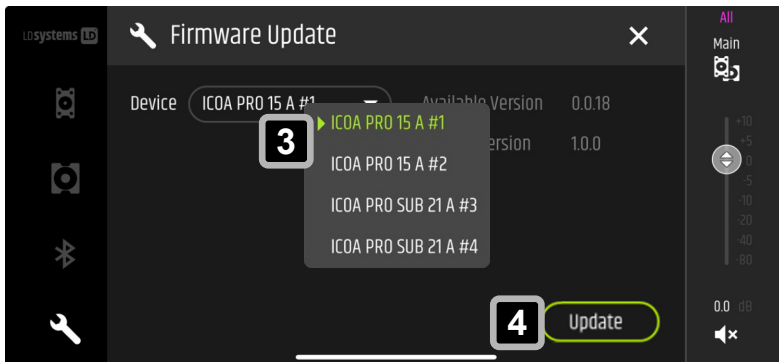 LD systems LD
Firmware Update
All
Main
Device
ICOA PRO 15 A #1
Available Version
0.0.18
ersion
1.0.0
3
ICOA PRO 15 A #1
ICOA PRO 15 A #2
ICOA PRO SUB 21 A #3
ICOA PRO SUB 21 A #4
4
Update
+10
+5
0
-5
-10
-20
-40
-80
0.0 dB